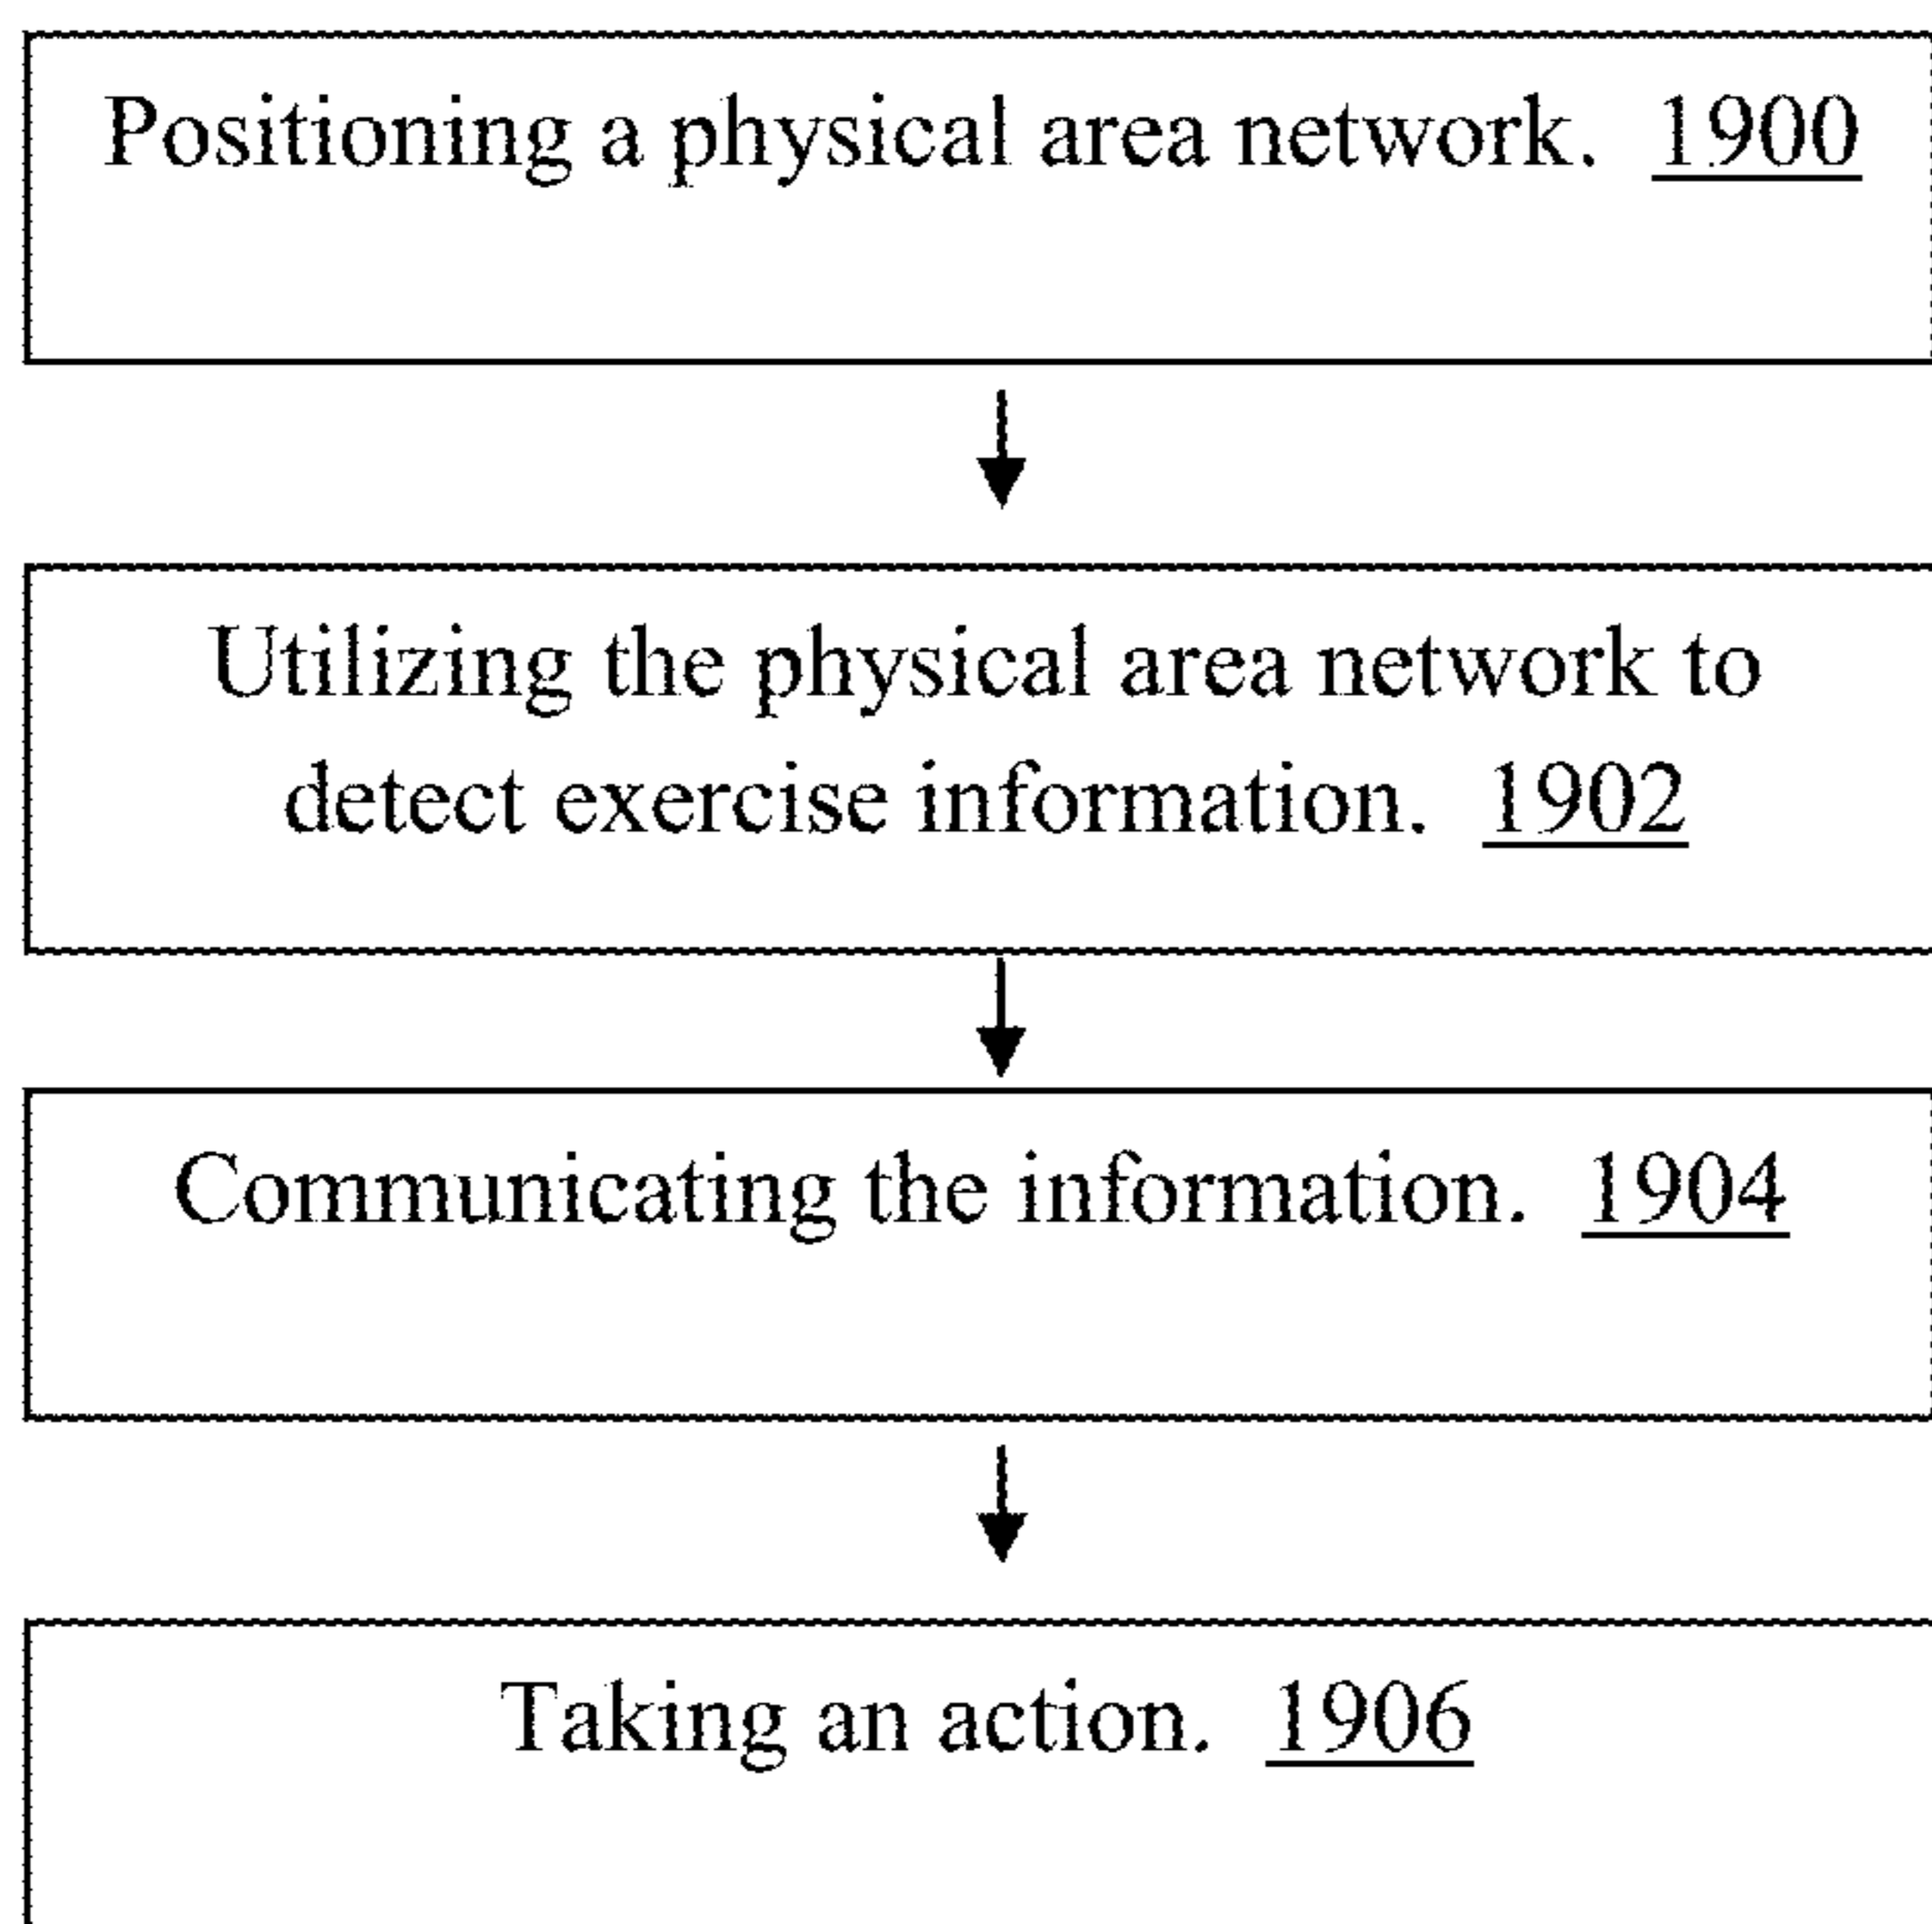 Positioning a physical area network. 1900
Utilizing the physical area network to
detect exercise information. 1902
Communicating the information. 1904
Taking an action. 1906